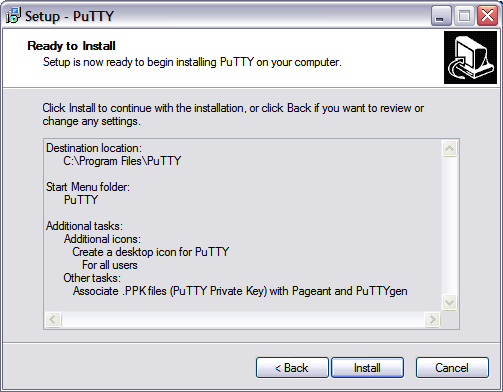 Setup - PuTTY
Ready to Install
Setup is now ready to begin installing PuTTY on your computer.
Click Install to continue with the installation, or click Back if you want to review or
change any settings.
Destination location:
C:\Program Files\PuTTY
Start Menu folder:
PuTTY
Additional tasks:
Additional icons:
Create a desktop icon for PuTTY
For all users
Other tasks:
Associate .PPK files (PuTTY Private Key) with Pageant and PuTTYgen
< Back
Install
Cancel